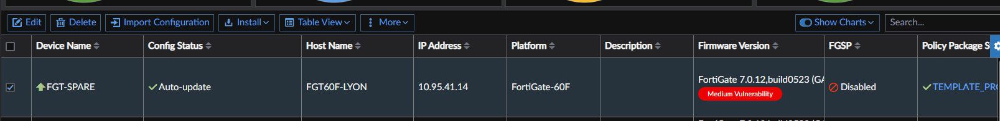 Edit
Delete
Import Configuration
Install
Table View
More
Show Charts
Search...
Device Name
Config Status
Host Name
IP Address
Platform
Description
Firmware Version
FGSP
Policy Package S
FGT-SPARE
Auto-update
FGT60F-LYON
10.95.41.14
FortiGate-60F
FortiGate 7.0.12,build0523 (GA
Medium Vulnerability
Disabled
TEMPLATE_PR